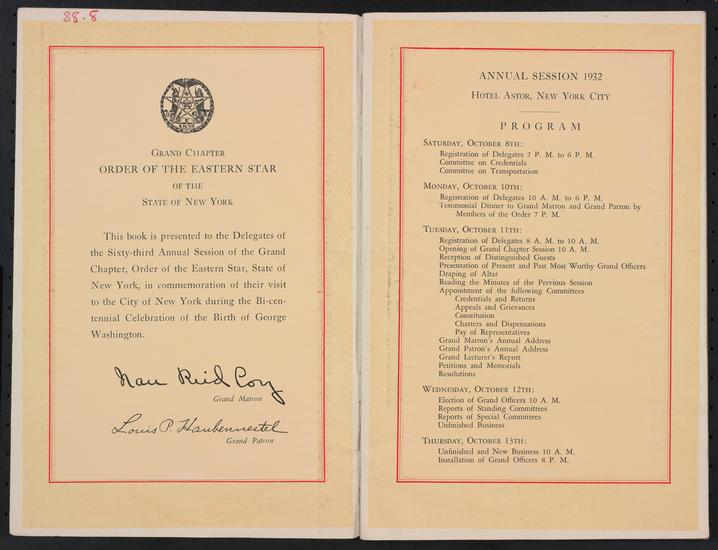 88.8
GRAND CHAPTER
ORDER OF THE EASTERN STAR
OF THE
STATE OF NEW YORK
This book is presented to the Delegates of
the Sixty-third Annual Session of the Grand
Chapter, Order of the Eastern Star, State of
New York, in commemoration of their visit
to the City of New York during the Bi-cen-
tennial Celebration of the Birth of George
Washington.
Nan Reid Cory
Grand Matron
Louis P. Haubennestel
Grand Patron
ANNUAL SESSION 1932
HOTEL ASTOR, NEW YORK CITY
PROGRAM
SATURDAY, OCTOBER 8TH:
Registration of Delegates 2 P. M. to 6 P. M.
Committee on Credentials
Committee on Transportation
MONDAY, OCTOBER 10TH:
Registration of Delegates 10 A. M. to 6 P. M.
Testimonial Dinner to Grand Matron and Grand Patron by
Members of the Order 7 P. M.
TUESDAY, OCTOBER 11TH:
Registration of Delegates 8 A. M. to 10 A. M.
Opening of Grand Chapter Session 10 A. M.
Reception of Distinguished Guests
Presentation of Present and Past Most Worthy Grand Officers
Draping of Altar
Reading the Minutes of the Previous Session
Appointment of the following Committees
Credentials and Returns
Appeals and Grievances
Constitution
Charters and Dispensations
Pay of Representatives
Grand Matron's Annual Address
Grand Patron's Annual Address
Grand Lecturer's Report
Petitions and Memorials
Resolutions
WEDNESDAY, OCTOBER 12TH:
Election of Grand Officers 10 A. M.
Reports of Standing Committees
Reports of Special Committees
Unfinished Business
THURSDAY, OCTOBER 13TH:
Unfinished and New Business 10 A. M.
Installation of Grand Officers 8 P. M.